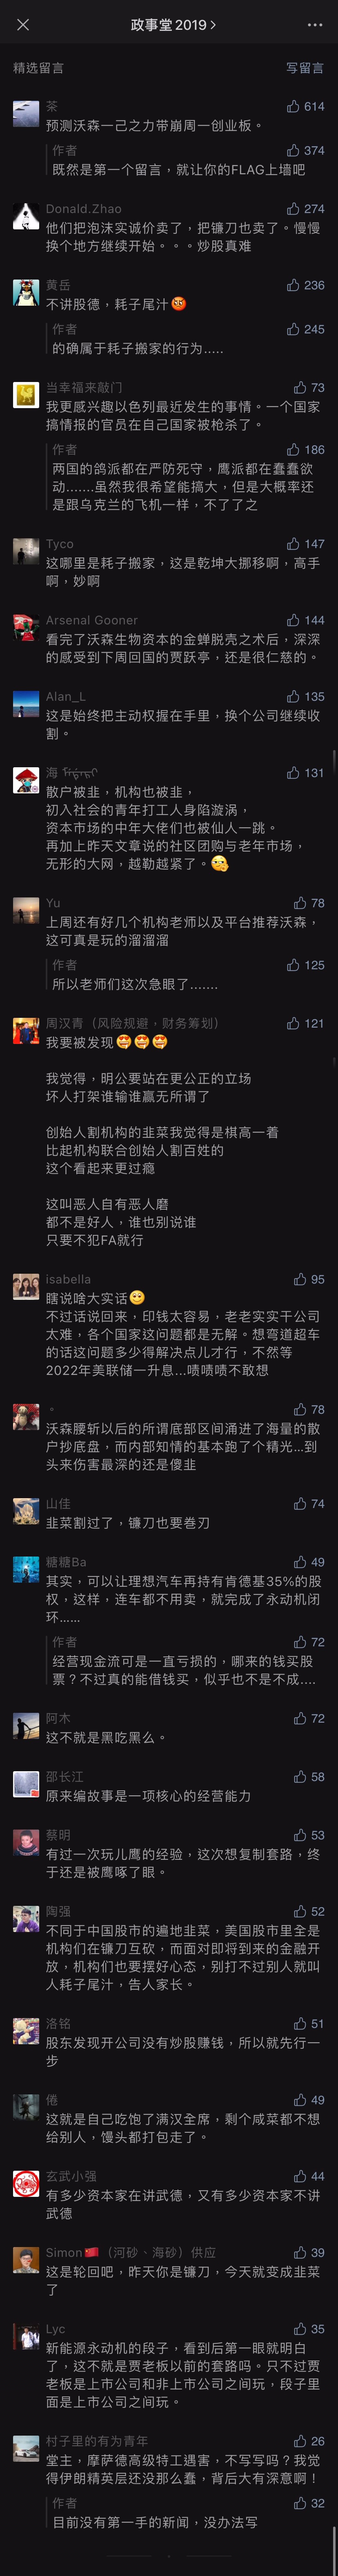 政事堂2019
精选留言
写留言
茶
614
预测沃森一己之力带崩周一创业板。
作者
374
既然是第一个留言，就让你的FLAG上墙吧
Donald.Zhao
274
他们把泡沫实诚价卖了，把镰刀也卖了。慢慢
换个地方继续开始。。。炒股真难
黄岳
236
不讲股德，耗子尾汁
作者
245
的确属于耗子搬家的行为.....
当幸福来敲门
73
我更感兴趣以色列最近发生的事情。一个国家
搞情报的官员在自己国家被枪杀了。
作者
186
两国的鸽派都在严防死守，鹰派都在蠢蠢欲
动.......虽然我很希望能搞大，但是大概率还
是跟乌克兰的飞机一样，不了了之
Tyco
147
这哪里是耗子搬家，这是乾坤大挪移啊，高手
啊，妙啊
Arsenal Gooner
144
看完了沃森生物资本的金蝉脱壳之术后，深深
的感受到下周回国的贾跃亭，还是很仁慈的。
Alan_L
135
这是始终把主动权握在手里，换个公司继续收
割。
海
131
散户被韭，机构也被韭，
初入社会的青年打工人身陷漩涡，
资本市场的中年大佬们也被仙人一跳。
再加上昨天文章说的社区团购与老年市场，
无形的大网，越勒越紧了。
Yu
78
上周还有好几个机构老师以及平台推荐沃森，
这可真是玩的溜溜溜
作者
125
所以老师们这次急眼了.......
周汉青（风险规避，财务筹划）
121
我要被发现
我觉得，明公要站在更公正的立场
坏人打架谁输谁赢无所谓了
创始人割机构的韭菜我觉得是棋高一着
比起机构联合创始人割百姓的
这个看起来更过瘾
这叫恶人自有恶人磨
都不是好人，谁也别说谁
只要不犯FA就行
isabella
95
瞎说啥大实话
不过话说回来，印钱太容易，老老实实干公司
太难，各个国家这问题都是无解。想弯道超车
的话这问题多少得解决点儿才行，不然等
2022年美联储一升息...啧啧啧不敢想
78
沃森腰斩以后的所谓底部区间涌进了海量的散
户抄底盘，而内部知情的基本跑了个精光...到
头来伤害最深的还是傻韭
山佳
74
韭菜割过了，镰刀也要卷刃
糖糖Ba
49
其实，可以让理想汽车再持有肯德基35%的股
权，这样，连车都不用卖，就完成了永动机闭
环......
作者
72
经营现金流可是一直亏损的，哪来的钱买股
票？不过真的能借钱买，似乎也不是不成....
阿木
72
这不就是黑吃黑么。
邵长江
58
原来编故事是一项核心的经营能力
蔡明
53
有过一次玩儿鹰的经验，这次想复制套路，终
于还是被鹰啄了眼。
陶强
52
不同于中国股市的遍地韭菜，美国股市里全是
机构们在镰刀互砍，而面对即将到来的金融开
放，机构们也要摆好心态，别打不过别人就叫
人耗子尾汁，告人家长。
洛铭
51
股东发现开公司没有炒股赚钱，所以就先行一
步
倦
49
这就是自己吃饱了满汉全席，剩个咸菜都不想
给别人，馒头都打包走了。
玄武小强
44
有多少资本家在讲武德，又有多少资本家不讲
武德
Simon🇨🇳（河砂、海砂）供应
39
这是轮回吧，昨天你是镰刀，今天就变成韭菜
了
Lyc
35
新能源永动机的段子，看到后第一眼就明白
了，这不就是贾老板以前的套路吗。只不过贾
老板是上市公司和非上市公司之间玩，段子里
面是上市公司之间玩。
村子里的有为青年
26
堂主，摩萨德高级特工遇害，不写写吗？我觉
得伊朗精英层还没那么蠢，背后大有深意啊！
作者
32
目前没有第一手的新闻，没办法写